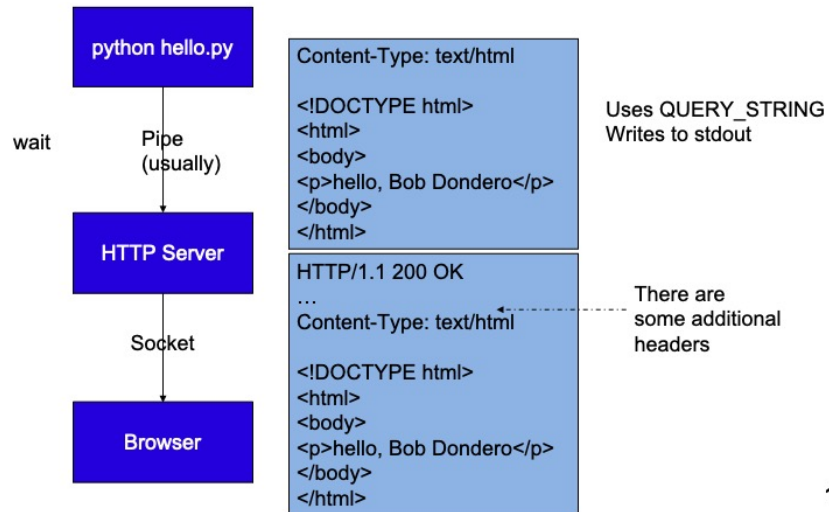 python hello.py
wait
Pipe
(usually)
HTTP Server
Socket
Browser
Content-Type: text/html
<!DOCTYPE html>
<html>
<body>
<p>hello, Bob Dondero</p>
</body>
</html>
Uses QUERY_STRING
Writes to stdout
HTTP/1.1 200 OK
…
Content-Type: text/html
<!DOCTYPE html>
<html>
<body>
<p>hello, Bob Dondero</p>
</body>
</html>
There are
some additional
headers